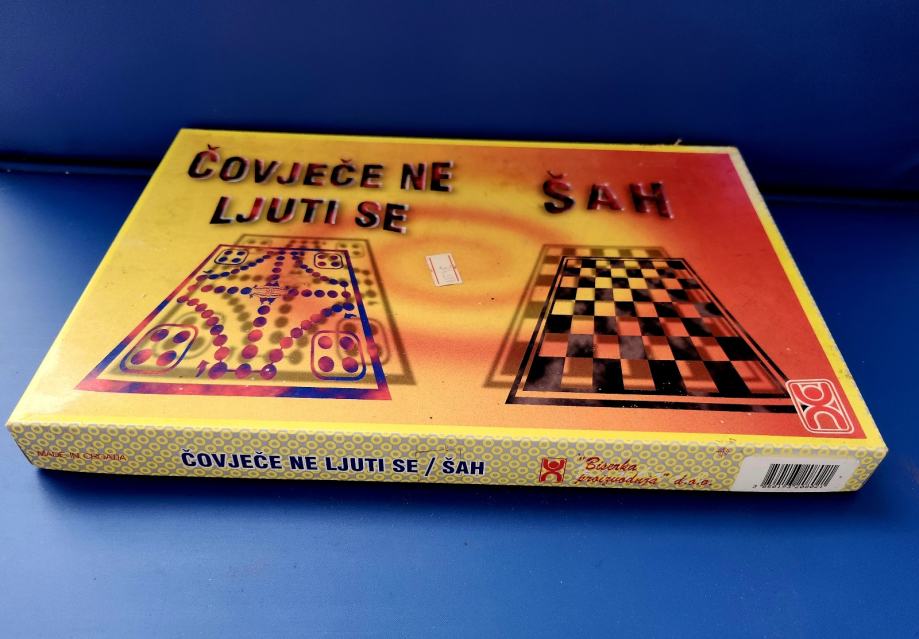 ČOVJEČE NE
LJUTI SE
ŠAH
MADE IN CROATIA
ČOVJEČE NE LJUTI SE / ŠAH
"Biserka
proizvodnja" d.o.o.